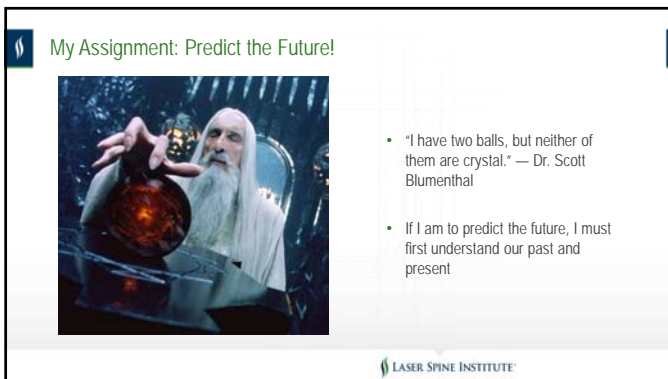 My Assignment: Predict the Future!
• "I have two balls, but neither of
them are crystal." — Dr. Scott
Blumenthal
• If I am to predict the future, I must
first understand our past and
present
LASER SPINE INSTITUTE